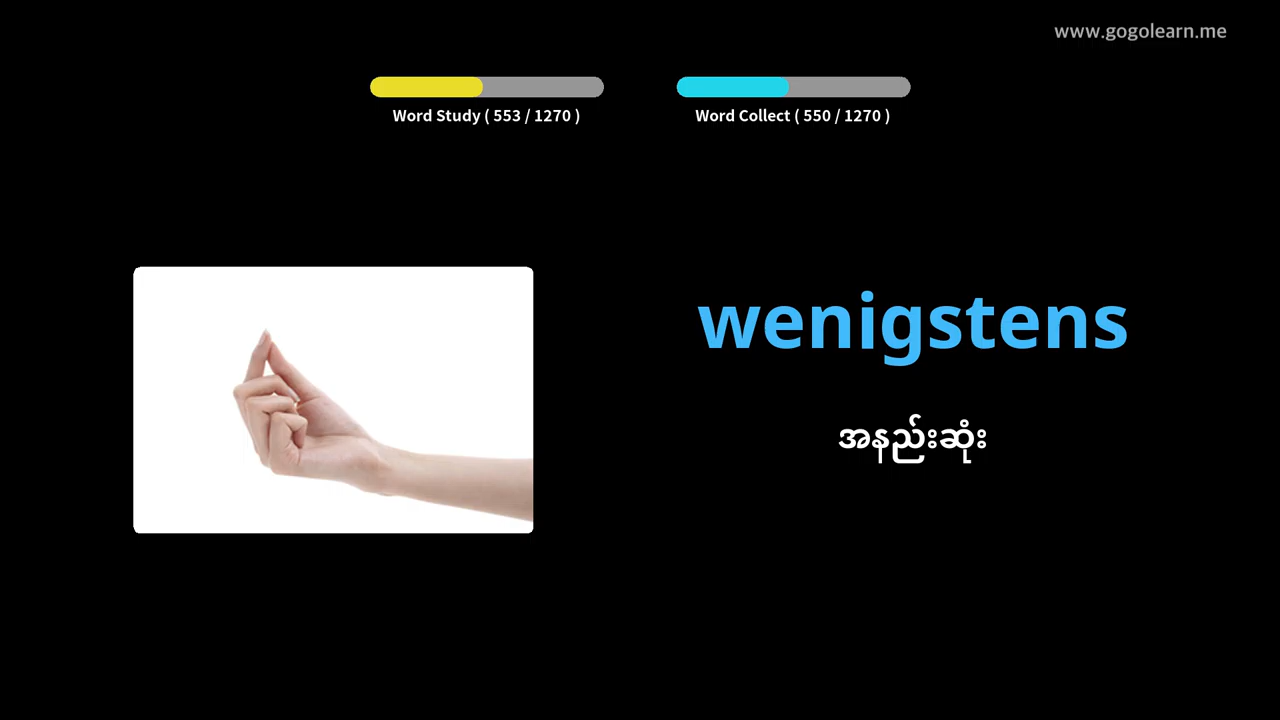 www.gogolearn.me
Word Study ( 553 / 1270 )
Word Collect ( 550 / 1270 )
wenigstens
အနည်းဆုံး